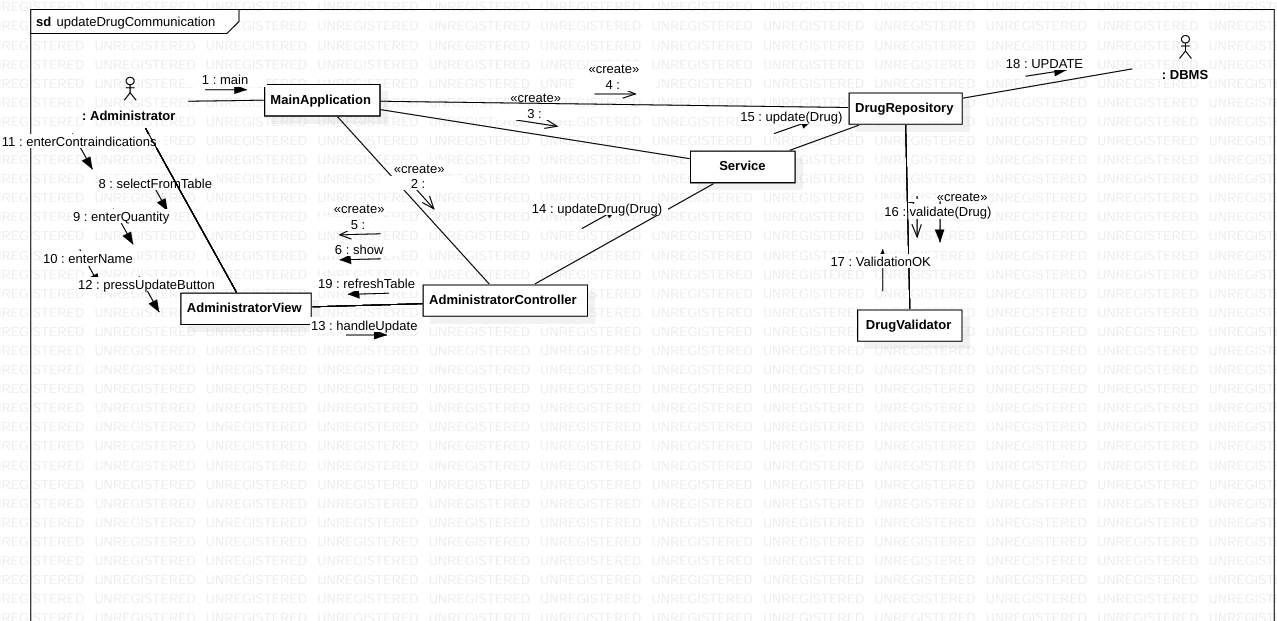 sd updateDrugCommunication
18 : UPDATE
: DBMS
«create»
4 :
1 : main
MainApplication
«create»
3 :
DrugRepository
: Administrator
15 : update(Drug)
11 : enterContraindications
Service
«create»
2 :
8 : selectFromTable
«create»
16 : validate(Drug)
9 : enterQuantity
«create»
5 :
14 : updateDrug(Drug)
6 : show
10 : enterName
17 : ValidationOK
12 : pressUpdateButton
19 : refreshTable
AdministratorView
AdministratorController
13 : handleUpdate
DrugValidator
UNREGISTERED